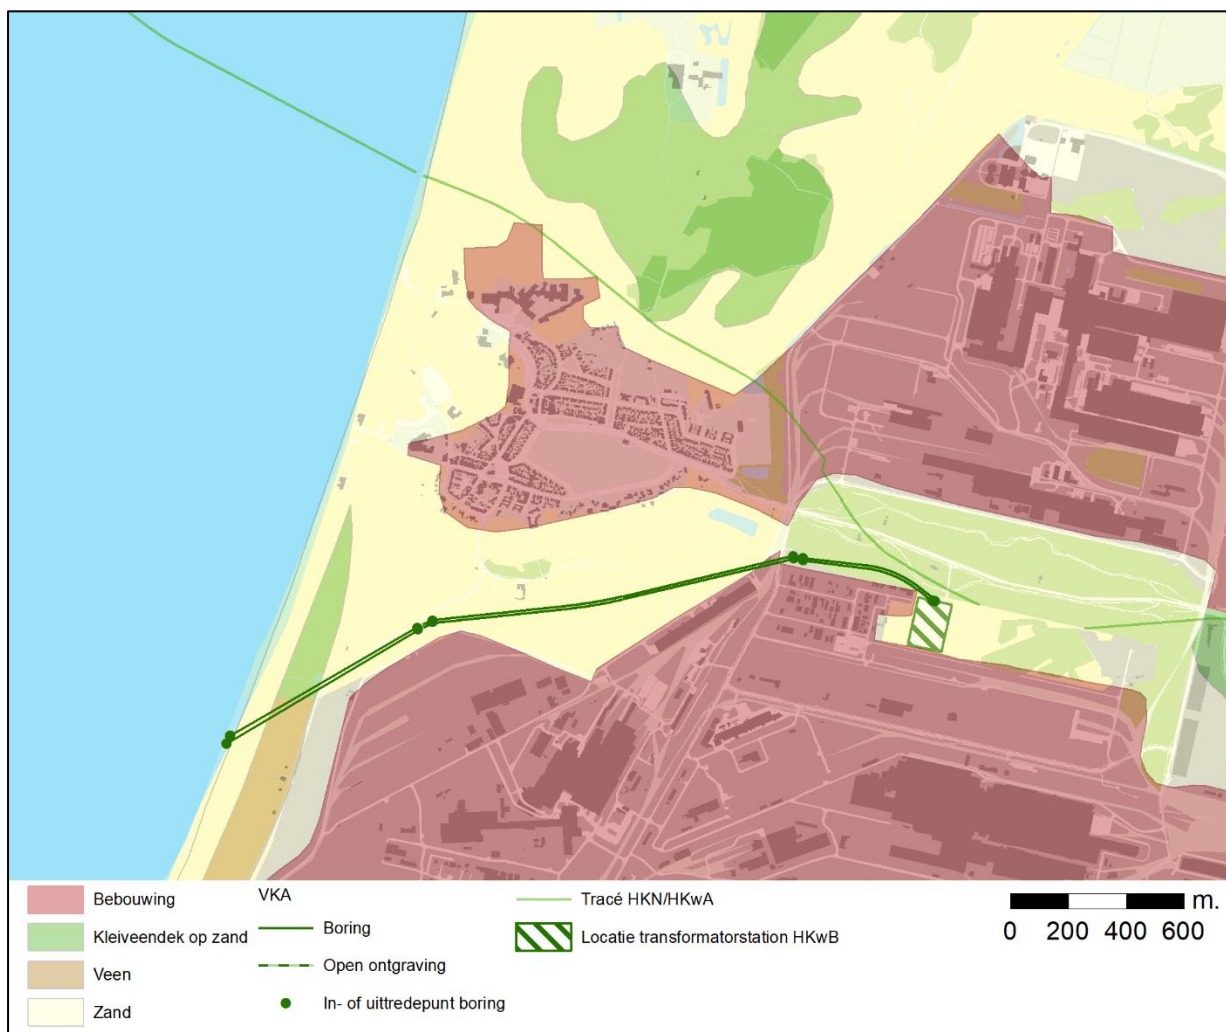 Bebouwing
Kleiveendek op zand
Veen
Zand
VKA
Boring
Open ontgraving
In- of uittredepunt boring
Tracé HKN/HKwA
Locatie transformatorstation HKwB
m.
0 200 400 600